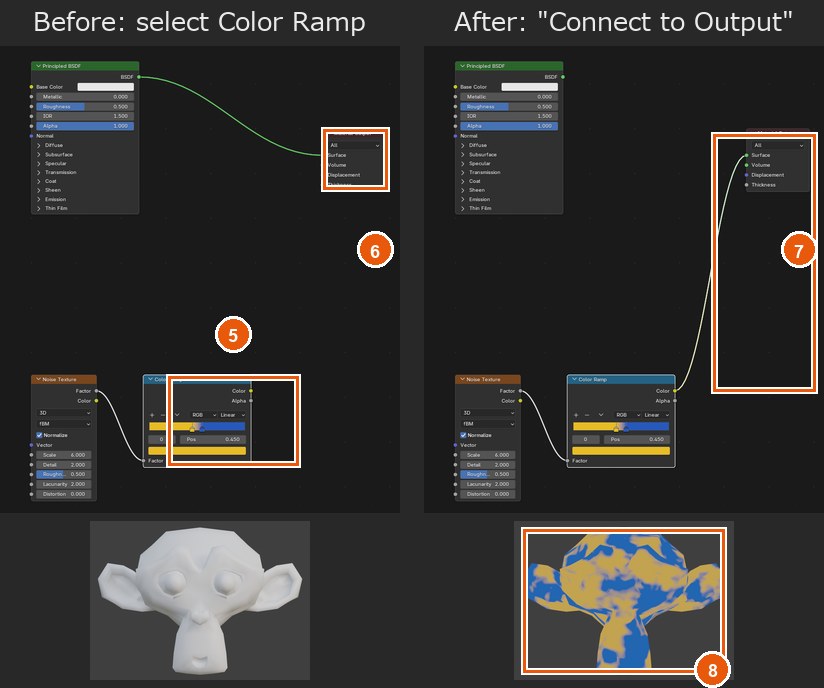 Before: select Color Ramp
After: "Connect to Output"
Principled BSDF
BSDF
Base Color
Metallic 0.000
Roughness 0.500
IOR 1.500
Alpha 1.000
Normal
Diffuse
Subsurface
Specular
Transmission
Coat
Sheen
Emission
Thin Film
All
Surface
Volume
Displacement
6
5
Noise Texture
Factor
Color
3D
fBM
Normalize
Vector
Scale 6.000
Detail 2.000
Roughn... 0.500
Lacunarity 2.000
Distortion 0.000
Color
Alpha
RGB Linear
0 Pos 0.450
Factor
Principled BSDF
BSDF
Base Color
Metallic 0.000
Roughness 0.500
IOR 1.500
Alpha 1.000
Normal
Diffuse
Subsurface
Specular
Transmission
Coat
Sheen
Emission
Thin Film
All
Surface
Volume
Displacement
Thickness
7
Noise Texture
Factor
Color
3D
fBM
Normalize
Vector
Scale 6.000
Detail 2.000
Roughn... 0.500
Lacunarity 2.000
Distortion 0.000
Color Ramp
Color
Alpha
RGB Linear
0 Pos 0.450
Factor
8